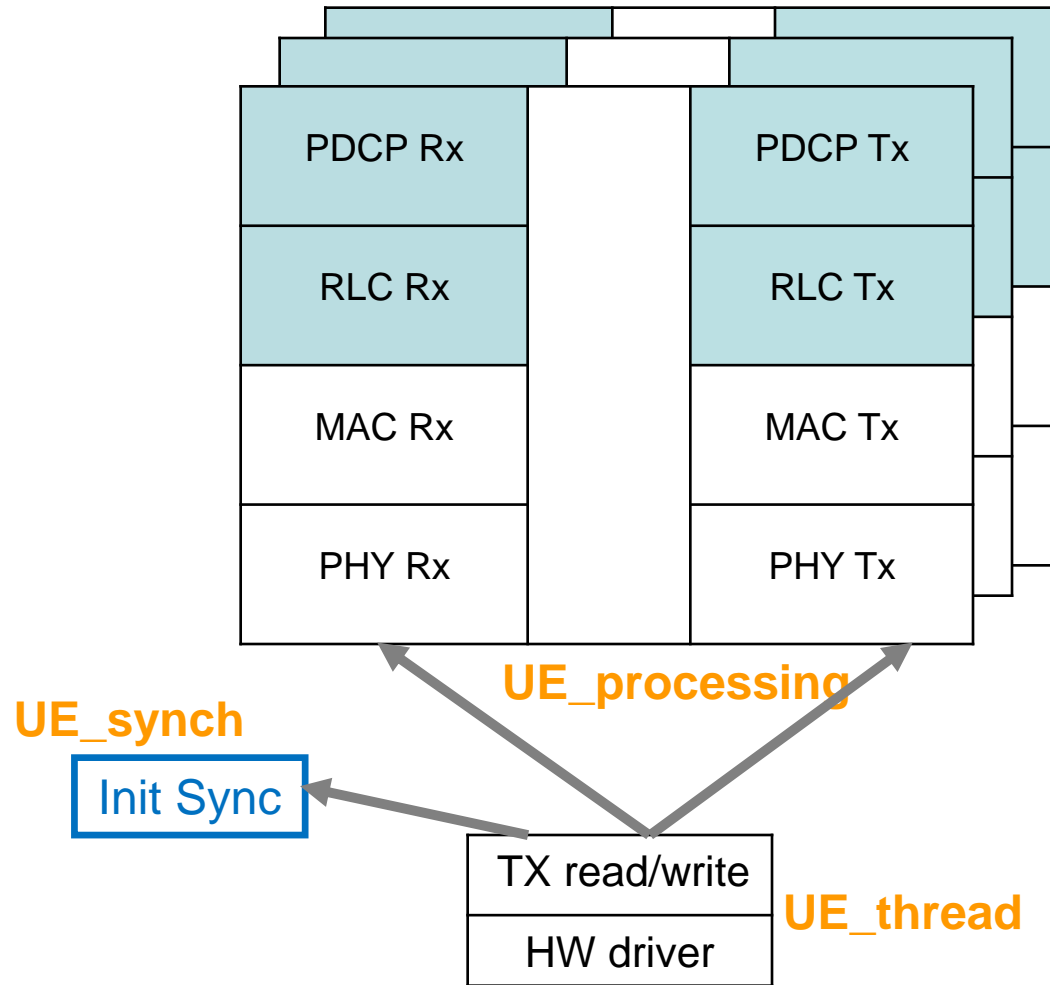 PDCP Rx
PDCP Tx
RLC Rx
RLC Tx
MAC Rx
MAC Tx
PHY Rx
PHY Tx
UE_processing
UE_synch
Init Sync
TX read/write
UE_thread
HW driver